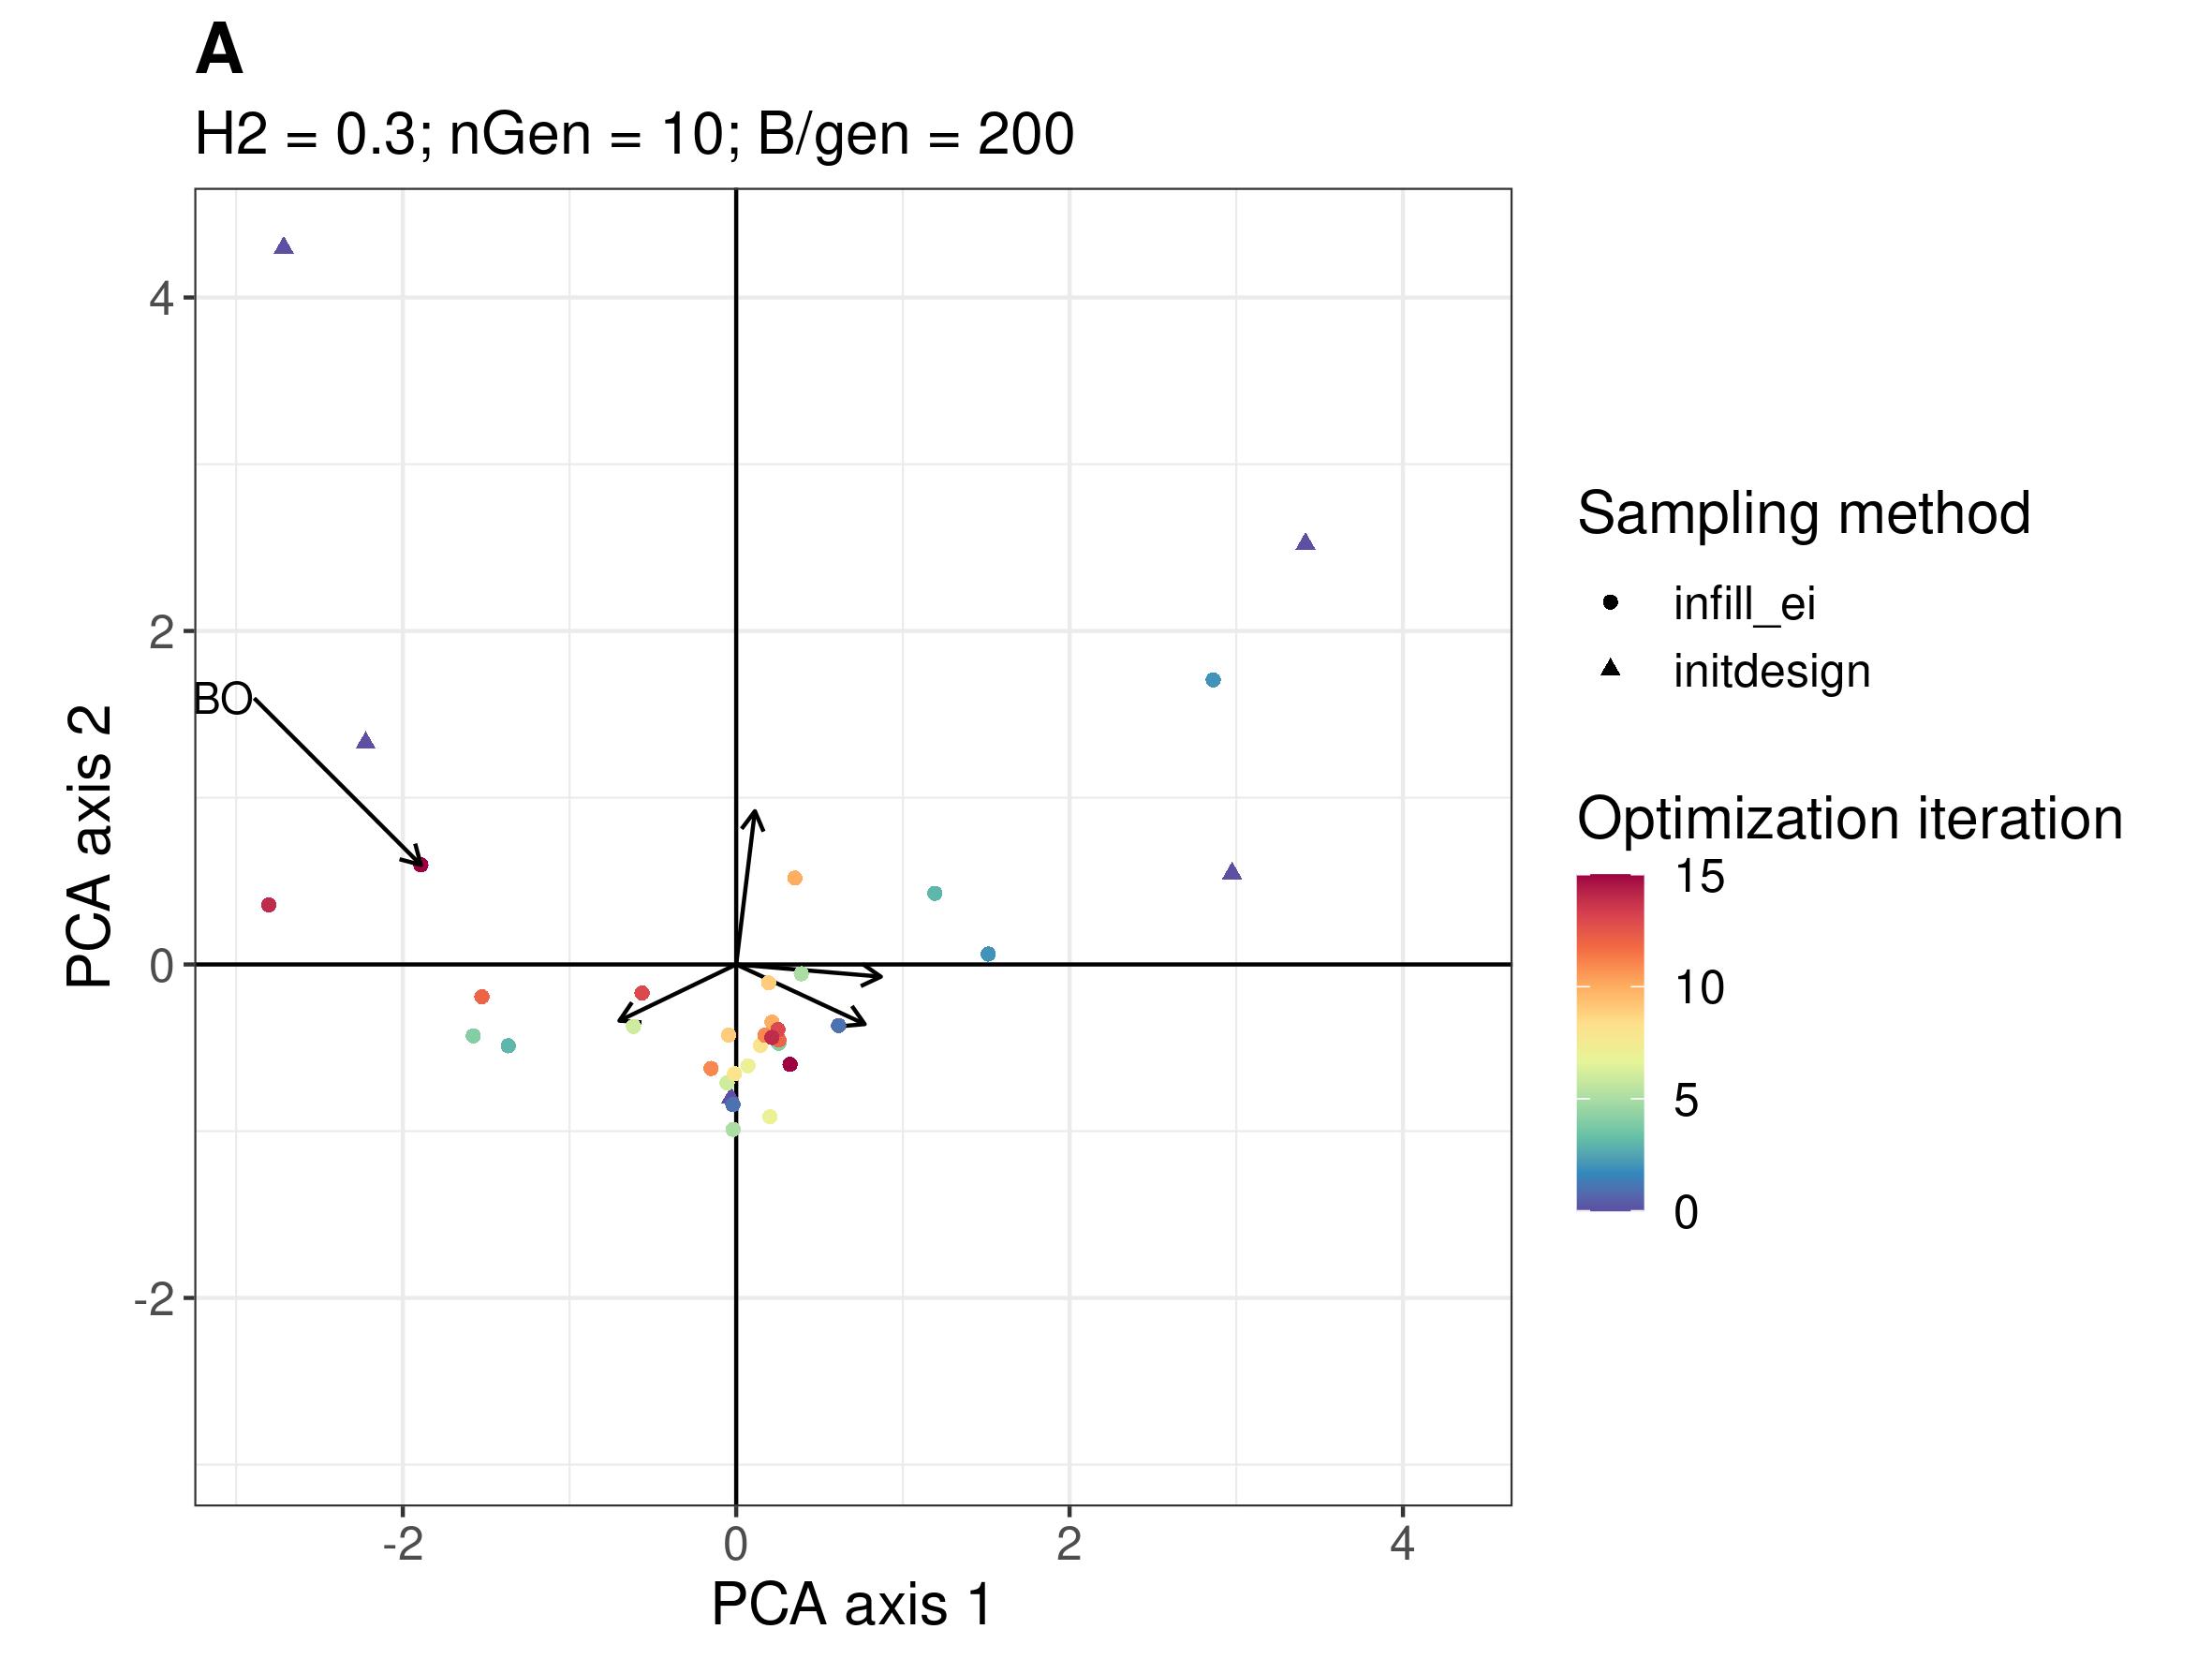 A
H2 = 0.3; nGen = 10; B/gen = 200
4
2
0
-2
-2
0
2
4
PCA axis 2
PCA axis 1
BO
Sampling method
infill_ei
initdesign
Optimization iteration
15
10
5
0